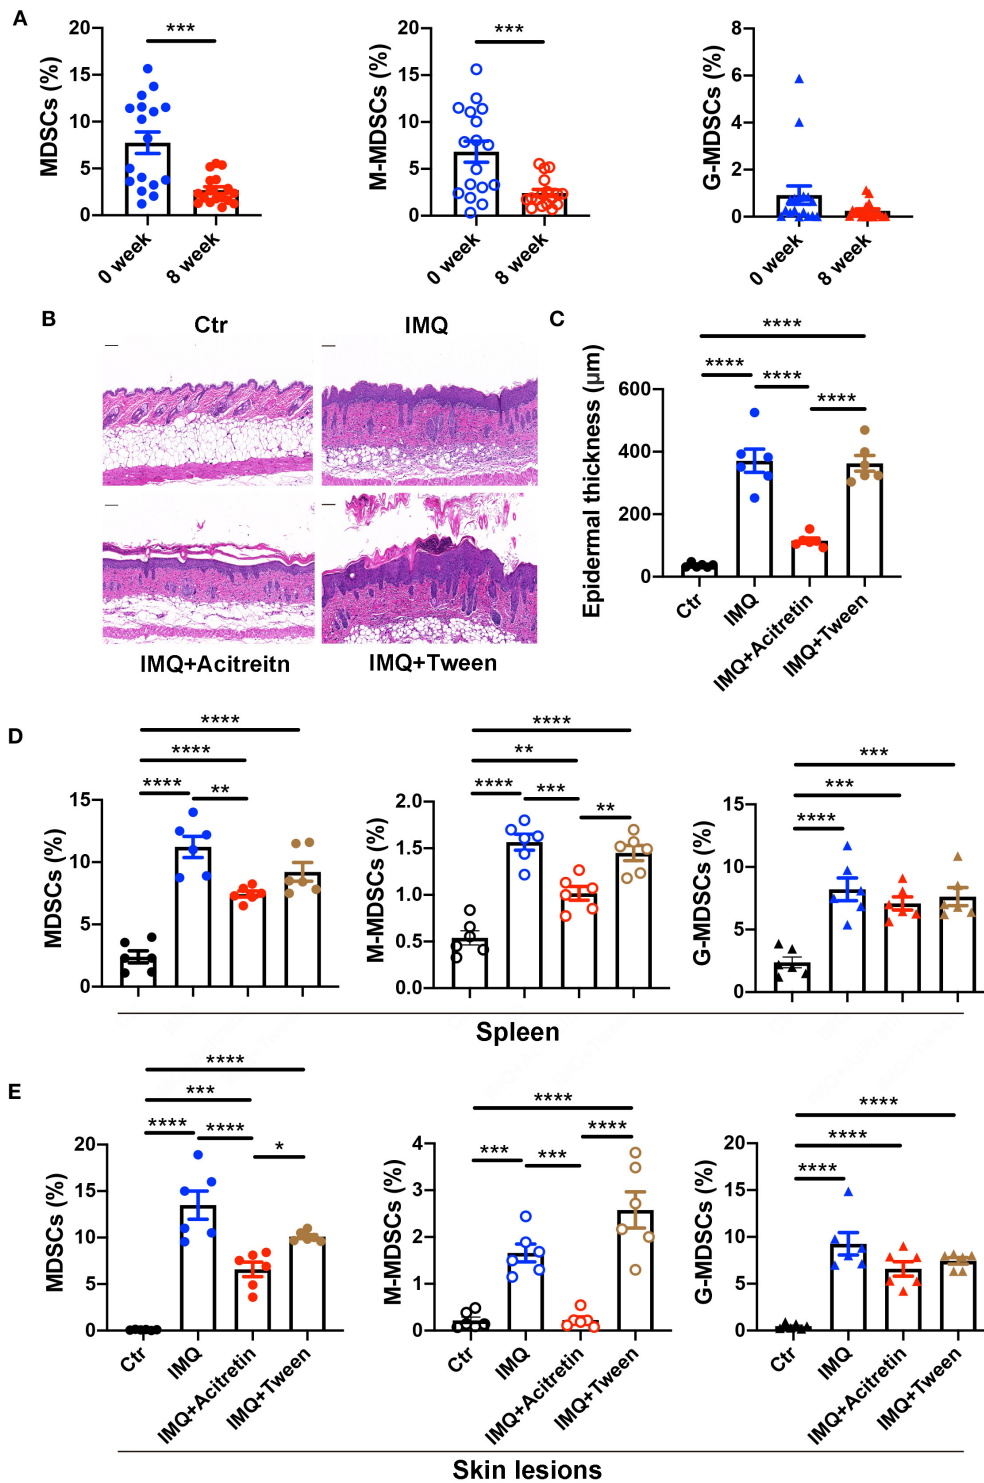 A
MDSCs (%)
20
15
10
5
0
***
0 week
8 week
M-MDSCs (%)
20
15
10
5
0
***
0 week
8 week
G-MDSCs (%)
8
6
4
2
0
0 week
8 week
B
Ctr
IMQ
IMQ+Acitreitn
IMQ+Tween
C
Epidermal thickness (μm)
600
400
200
0
****
****
****
****
Ctr
IMQ
IMQ+Acitretin
IMQ+Tween
D
MDSCs (%)
15
10
5
0
****
****
****
**
M-MDSCs (%)
2.0
1.5
1.0
0.5
0.0
****
**
****
***
**
G-MDSCs (%)
15
10
5
0
***
***
****
Spleen
E
MDSCs (%)
20
15
10
5
0
****
***
****
****
*
Ctr
IMQ
IMQ+Acitretin
IMQ+Tween
M-MDSCs (%)
4
3
2
1
0
****
****
***
***
Ctr
IMQ
IMQ+Acitretin
IMQ+Tween
G-MDSCs (%)
20
15
10
5
0
****
****
****
Ctr
IMQ
IMQ+Acitretin
IMQ+Tween
Skin lesions